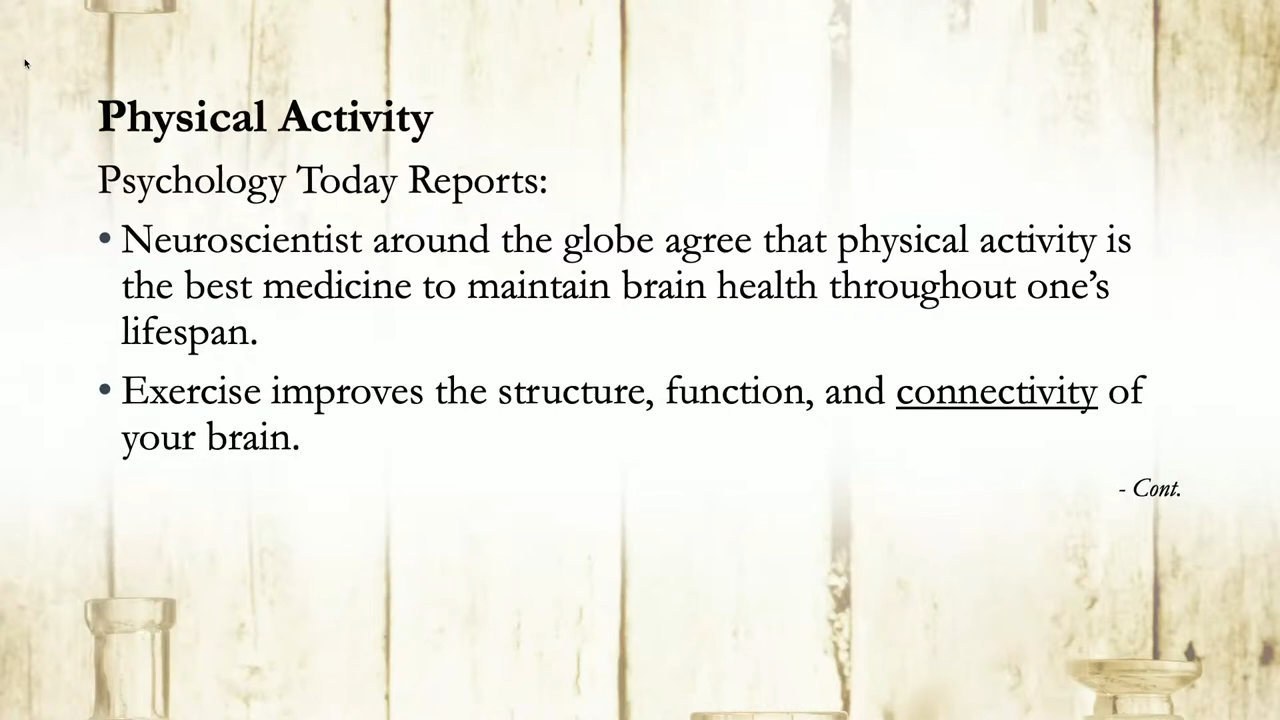 Physical Activity
Psychology Today Reports:
• Neuroscientist around the globe agree that physical activity is
the best medicine to maintain brain health throughout one’s
lifespan.
• Exercise improves the structure, function, and connectivity of
your brain.
- Cont.